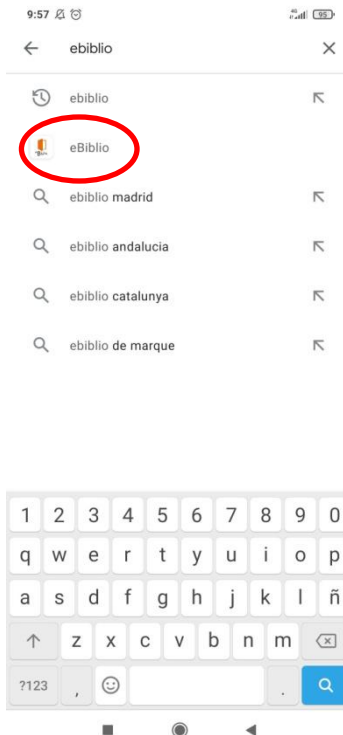 9:57 4G 95
ebiblio
ebiblio
eBiblio
ebiblio madrid
ebiblio andalucia
ebiblio catalunya
ebiblio de marque
1 2 3 4 5 6 7 8 9 0
q w e r t y u i o p
a s d f g h j k l ñ
z x c v b n m
?123 , .